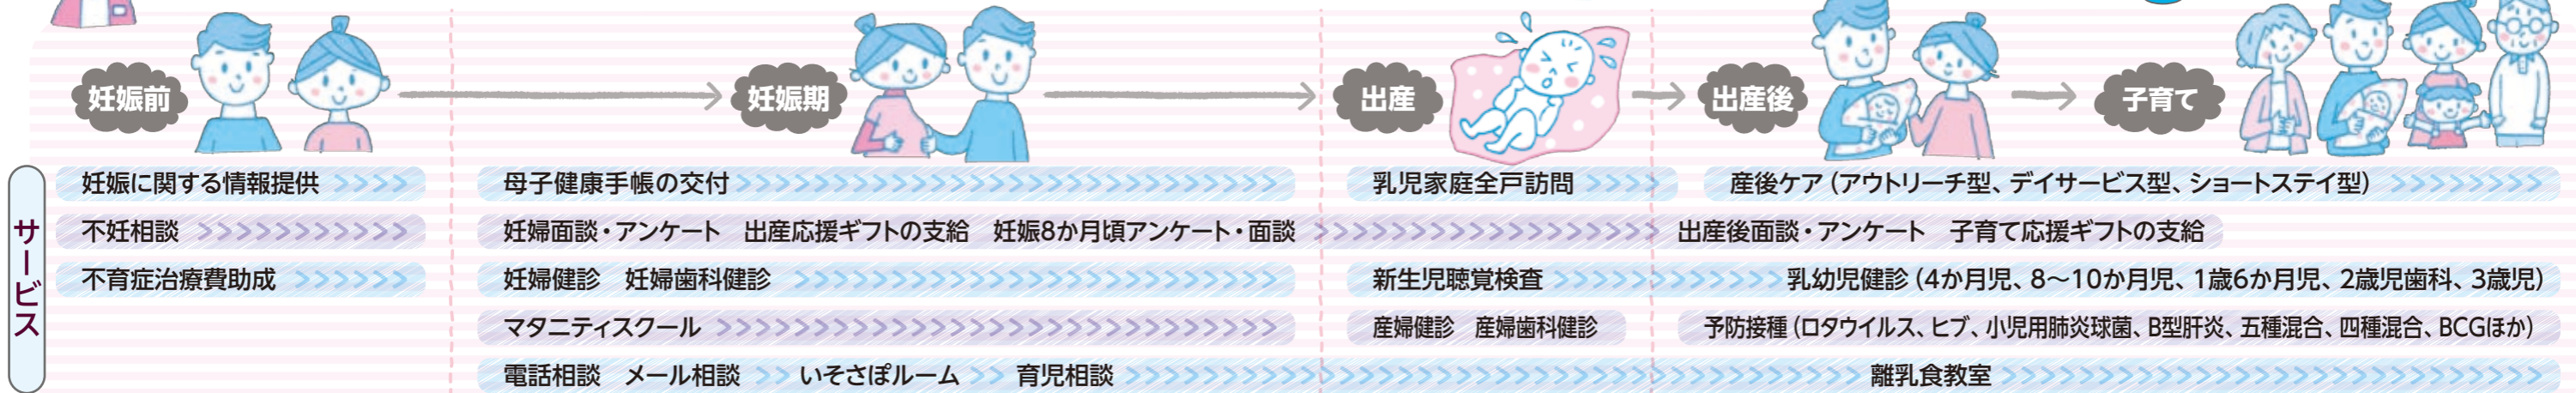 妊娠前
妊娠期
出産
出産後
子育て
サービス
妊娠に関する情報提供 >>>> 母子健康手帳の交付 >>>> 乳児家庭全戸訪問 >>>> 産後ケア（アウトリーチ型、デイサービス型、ショートステイ型） >>>>
不妊相談 >>>> 妊婦面談・アンケート 出産応援ギフトの支給 妊娠8か月頃アンケート・面談 >>>> 出産後面談・アンケート 子育て応援ギフトの支給
不育症治療費助成 >>>> 妊婦健診 妊婦歯科健診 >>>> 新生児聴覚検査 >>>> 乳幼児健診（4か月児、8〜10か月児、1歳6か月児、2歳児歯科、3歳児）
マタニティスクール >>>> 産婦健診 産婦歯科健診 予防接種（ロタウイルス、ヒブ、小児用肺炎球菌、B型肝炎、五種混合、四種混合、BCGほか）
電話相談 メール相談 >> いそさぽルーム >> 育児相談 >>>> 離乳食教室 >>>>